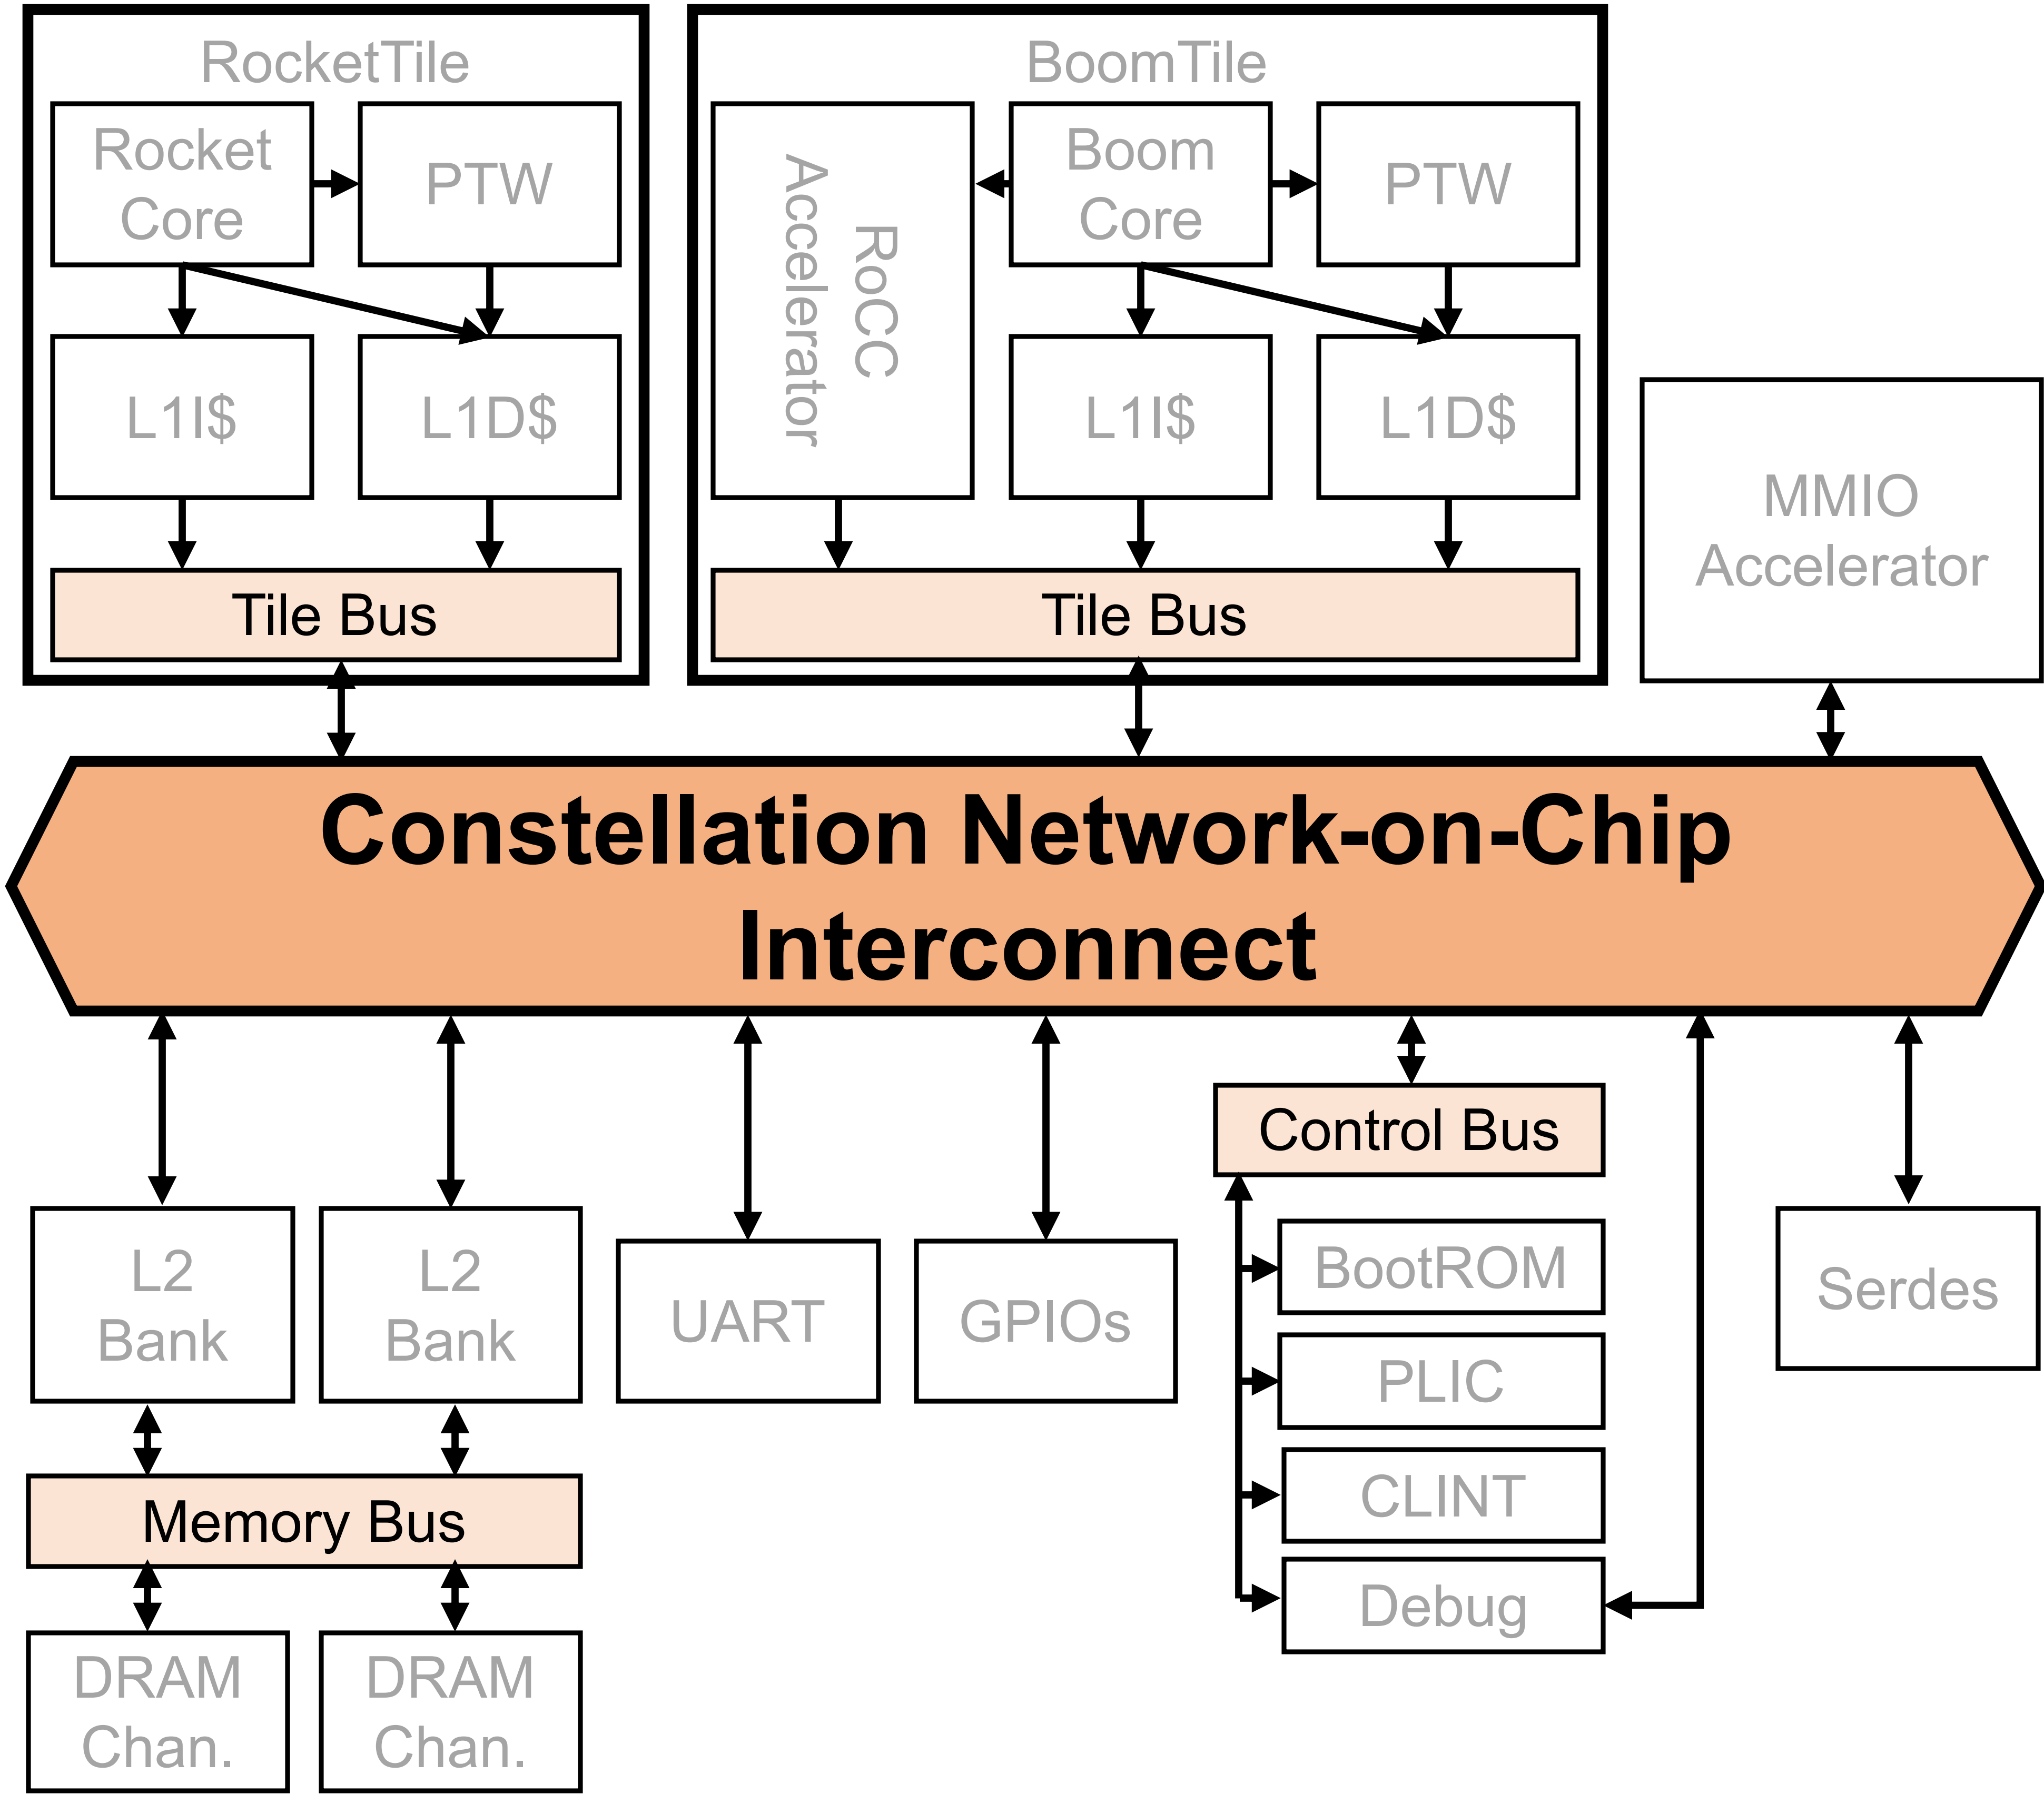 RocketTile
Rocket
Core
PTW
L1I$
L1D$
Tile Bus
BoomTile
RoCC
Accelerator
Boom
Core
PTW
L1I$
L1D$
Tile Bus
MMIO
Accelerator
Constellation Network-on-Chip
Interconnect
L2
Bank
L2
Bank
UART
GPIOs
Control Bus
BootROM
PLIC
CLINT
Debug
Serdes
Memory Bus
DRAM
Chan.
DRAM
Chan.